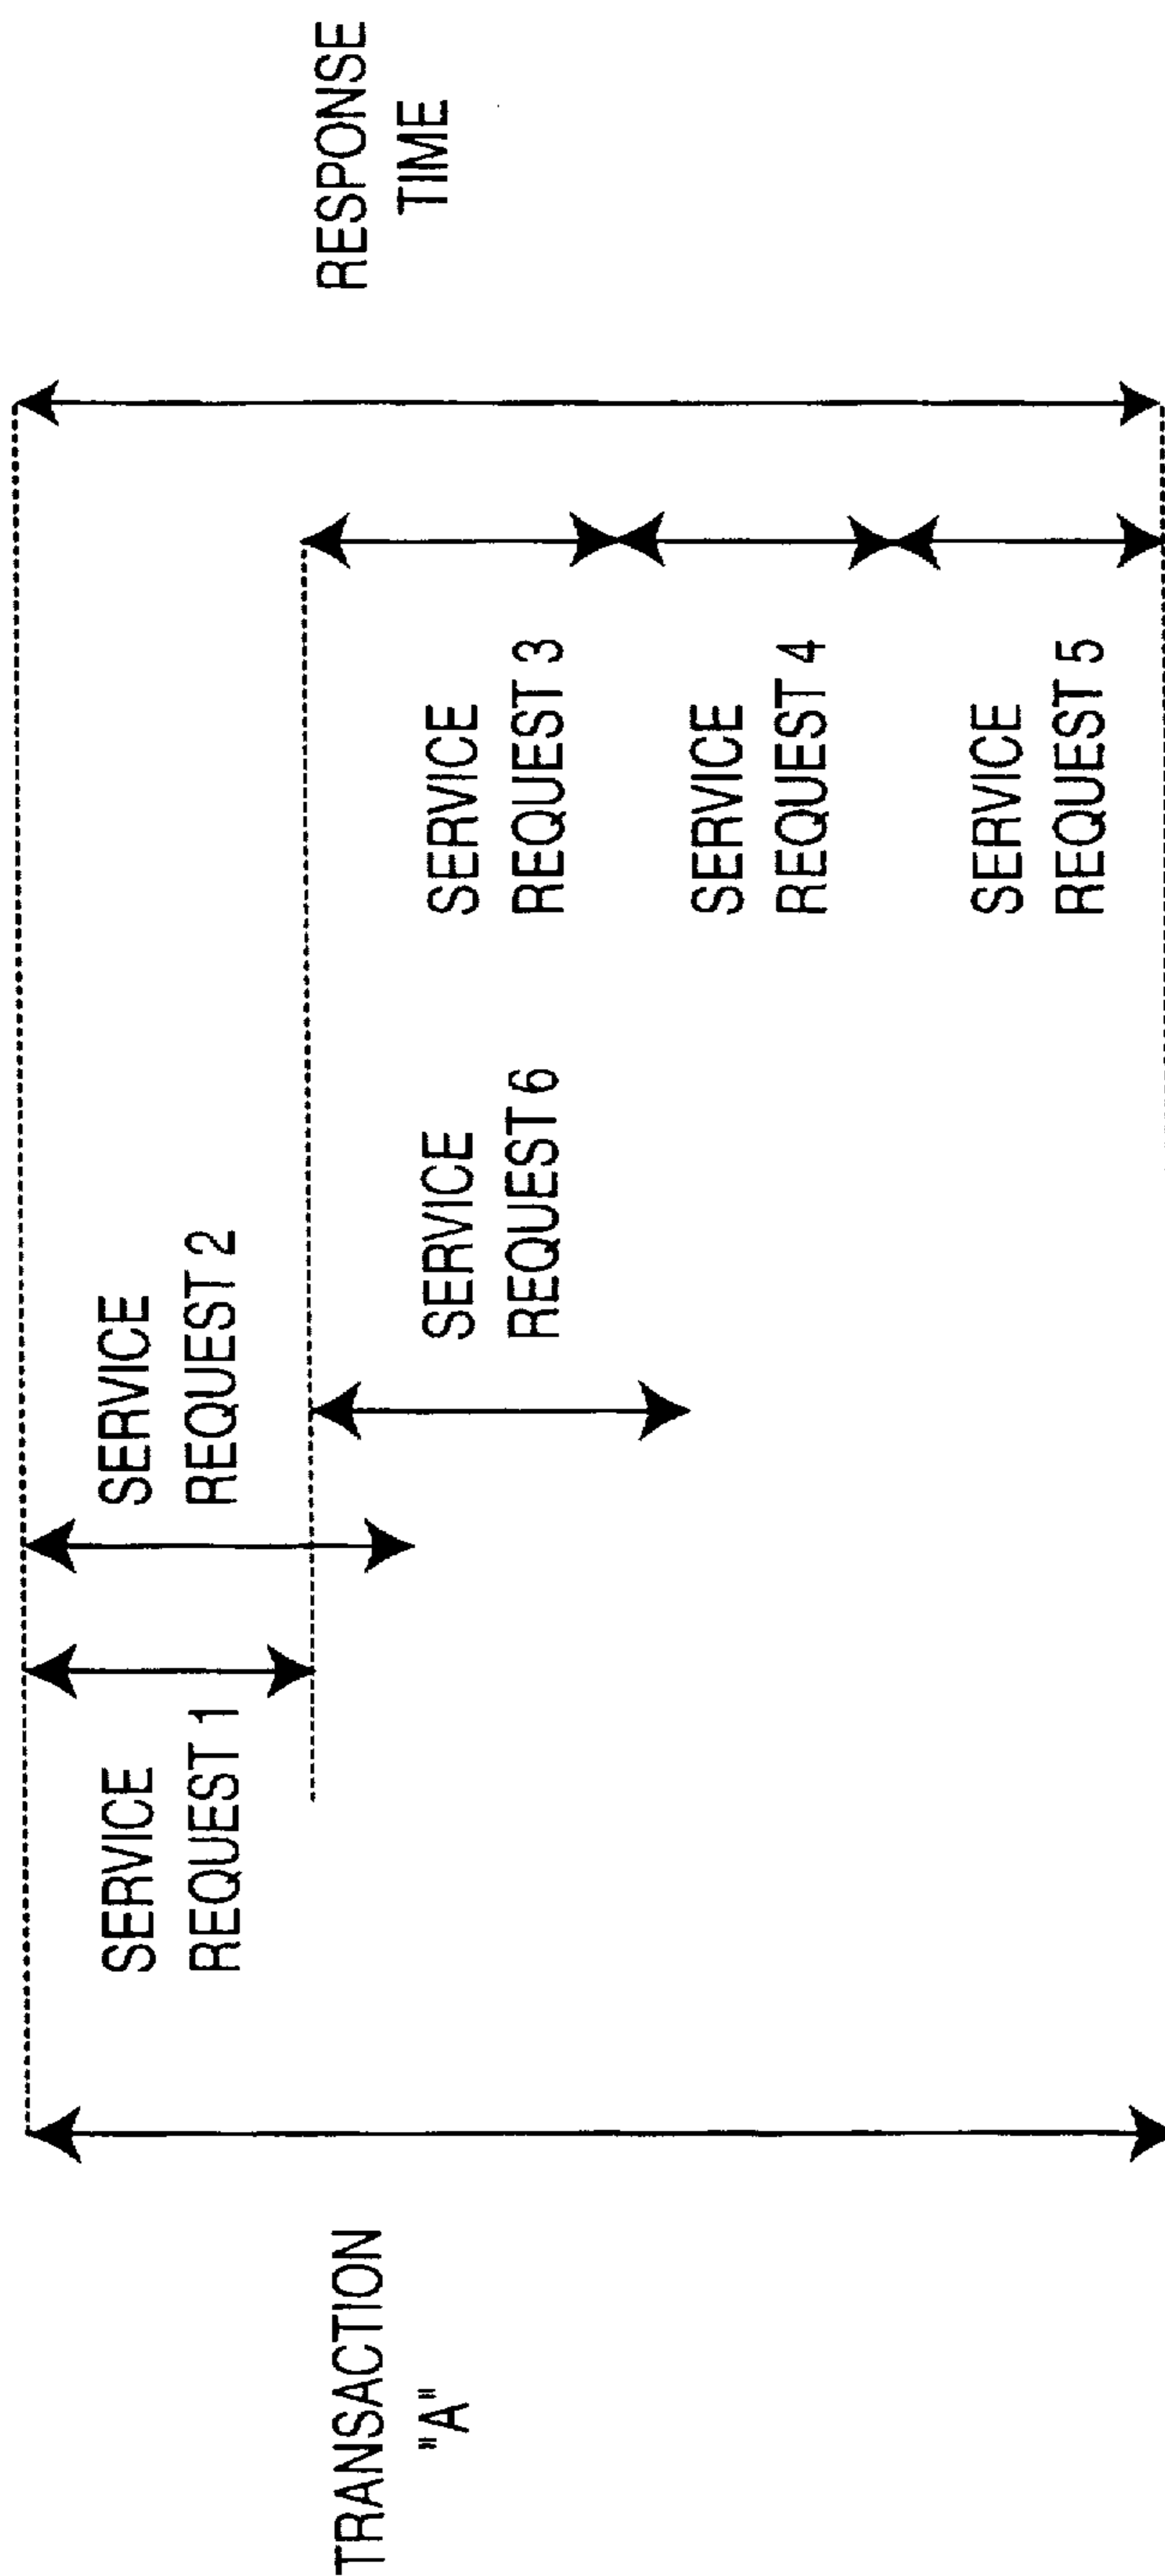 TRANSACTION
"A"
SERVICE
REQUEST 1
SERVICE
REQUEST 2
SERVICE
REQUEST 6
SERVICE
REQUEST 3
SERVICE
REQUEST 4
SERVICE
REQUEST 5
RESPONSE
TIME